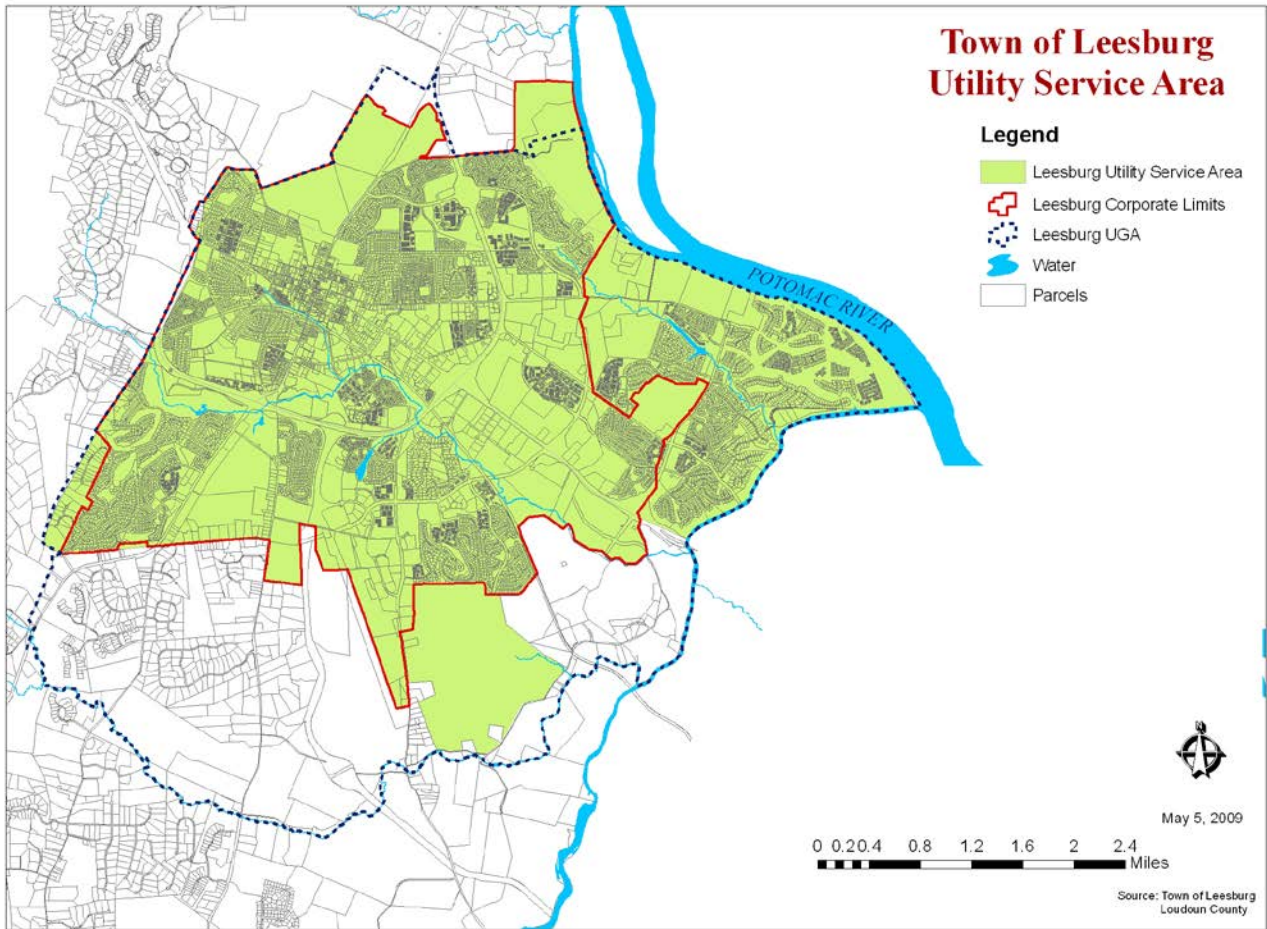 Town of Leesburg
Utility Service Area
Legend
Leesburg Utility Service Area
Leesburg Corporate Limits
Leesburg UGA
Water
Parcels
POTOMAC RIVER
May 5, 2009
0 0.2 0.4 0.8 1.2 1.6 2 2.4
Miles
Source: Town of Leesburg
Loudoun County